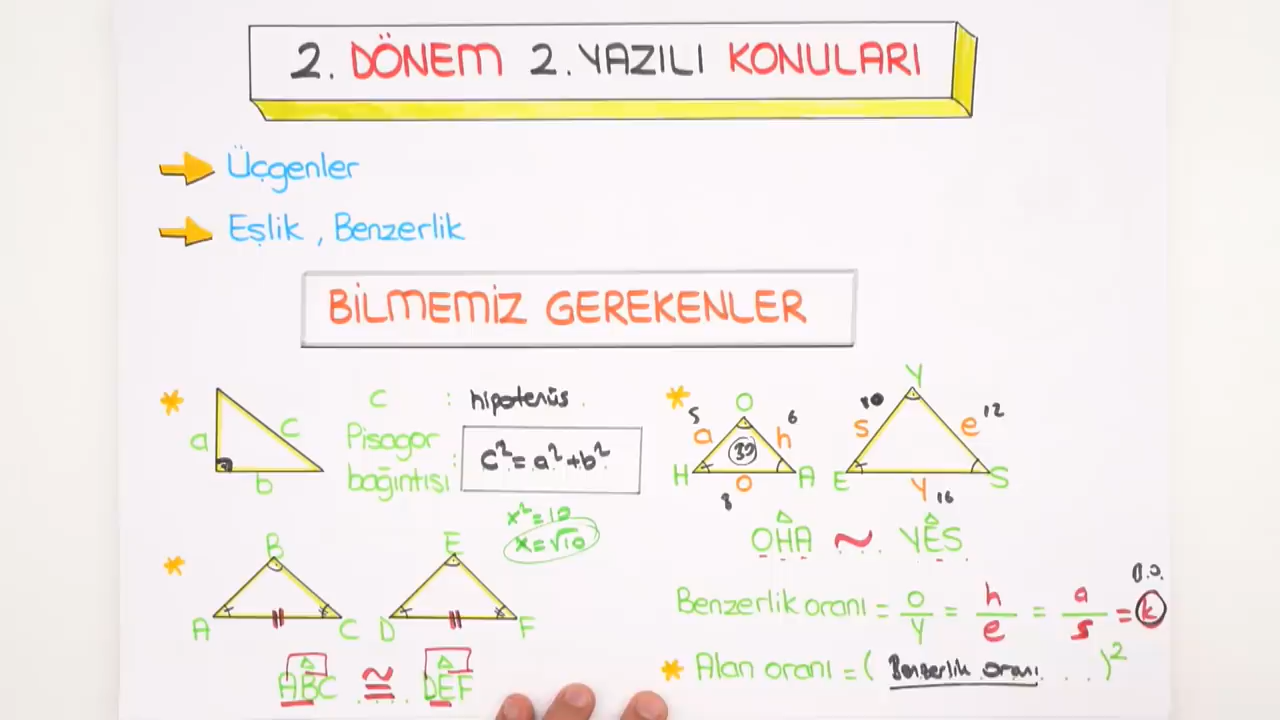 2. DÖNEM 2. YAZILI KONULARI
Üçgenler
Eşlik , Benzerlik
BİLMEMİZ GEREKENLER
* a b c
c : hipotenüs
Pisagor bağıntısı : c² = a² + b²
x² = 10
x = √10
* B A C E D F
ABC ≅ DEF
* O H A 5 a 6 h 8 o
Y E S 10 s 12 e 16 y
OHA ~ YES
B.O.
Benzerlik oranı = o/y = h/e = a/s = k
* Alan oranı = ( Benzerlik oranı . . . )²